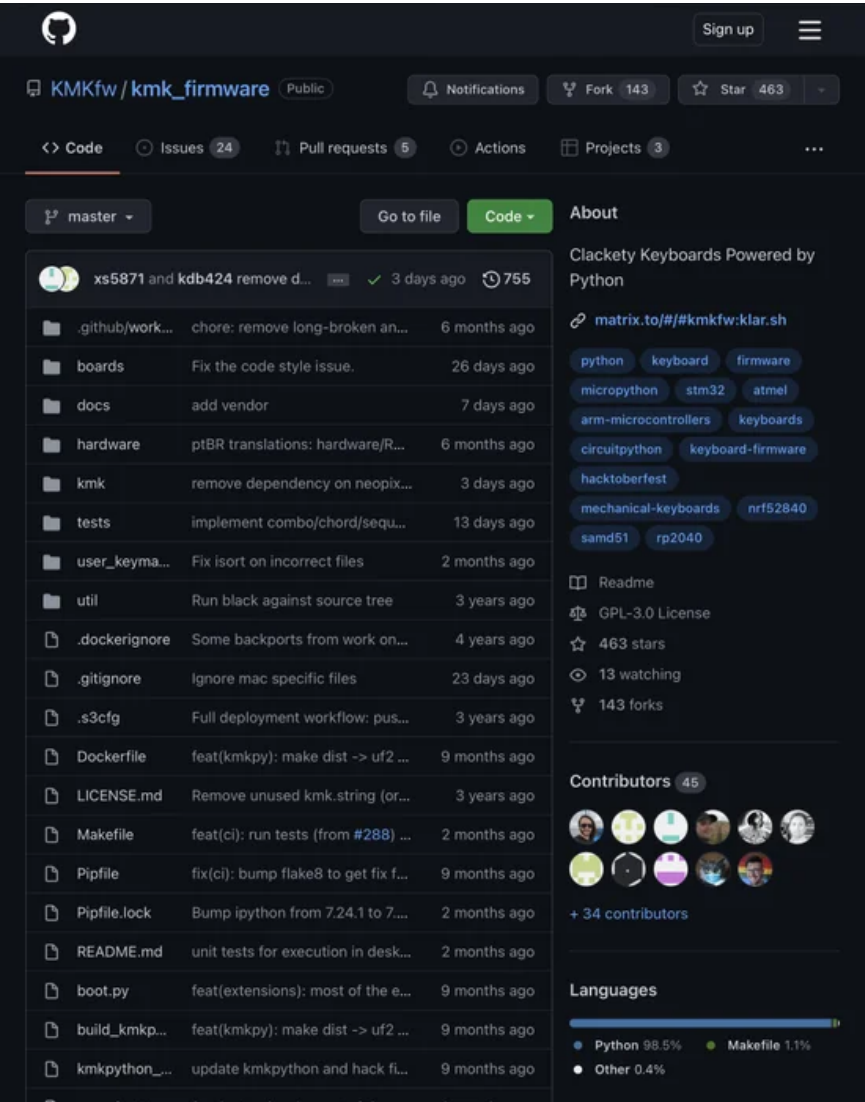 Sign up
KMKfw / kmk_firmware Public
Notifications Fork 143 Star 463
Code Issues 24 Pull requests 5 Actions Projects 3 ...
master Go to file Code
xs5871 and kdb424 remove d... ... 3 days ago 755
.github/work... chore: remove long-broken an... 6 months ago
boards Fix the code style issue. 26 days ago
docs add vendor 7 days ago
hardware ptBR translations: hardware/R... 6 months ago
kmk remove dependency on neopix... 3 days ago
tests implement combo/chord/sequ... 13 days ago
user_keyma... Fix isort on incorrect files 2 months ago
util Run black against source tree 3 years ago
.dockerignore Some backports from work on... 4 years ago
.gitignore Ignore mac specific files 23 days ago
.s3cfg Full deployment workflow: pus... 3 years ago
Dockerfile feat(kmkpy): make dist -> uf2 ... 9 months ago
LICENSE.md Remove unused kmk.string (or... 3 years ago
Makefile feat(ci): run tests (from #288) ... 2 months ago
Pipfile fix(ci): bump flake8 to get fix f... 9 months ago
Pipfile.lock Bump ipython from 7.24.1 to 7.... 2 months ago
README.md unit tests for execution in desk... 2 months ago
boot.py feat(extensions): most of the e... 9 months ago
build_kmkp... feat(kmkpy): make dist -> uf2 ... 9 months ago
kmkpython_... update kmkpython and hack fi... 9 months ago
About
Clackety Keyboards Powered by
Python
matrix.to/#/#kmkfw:klar.sh
python keyboard firmware
micropython stm32 atmel
arm-microcontrollers keyboards
circuitpython keyboard-firmware
hacktoberfest
mechanical-keyboards nrf52840
samd51 rp2040
Readme
GPL-3.0 License
463 stars
13 watching
143 forks
Contributors 45
+ 34 contributors
Languages
Python 98.5% Makefile 1.1%
Other 0.4%